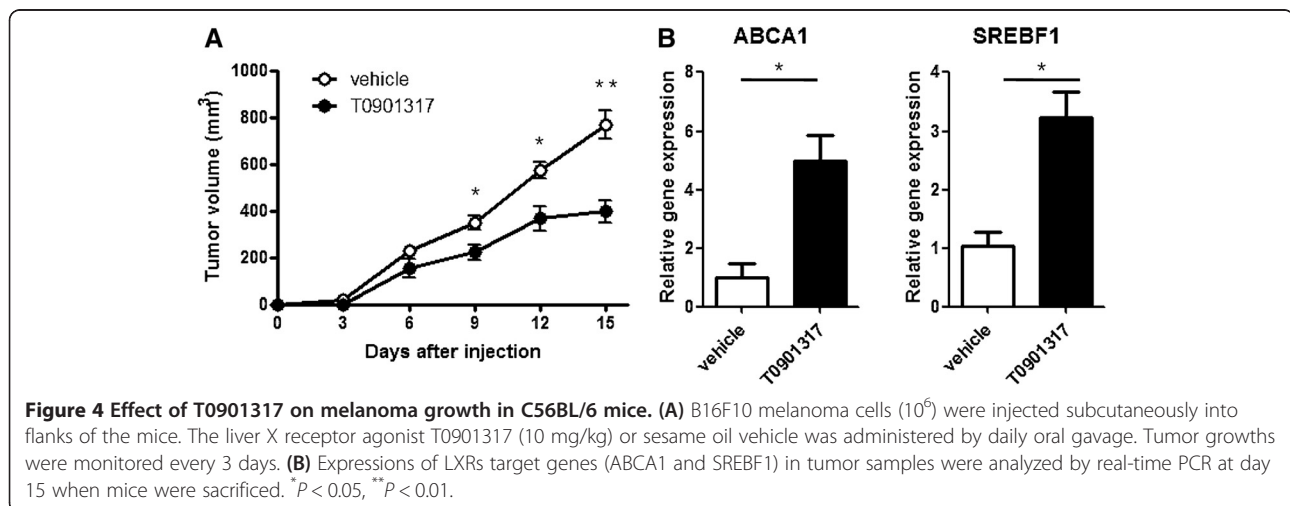 A
Tumor volume (mm³)
1000
800
600
400
200
0
vehicle
T0901317
*
*
**
0 3 6 9 12 15
Days after injection
B
ABCA1
Relative gene expression
8
6
4
2
0
*
vehicle
T0901317
SREBF1
Relative gene expression
4
3
2
1
0
*
vehicle
T0901317
Figure 4 Effect of T0901317 on melanoma growth in C56BL/6 mice. (A) B16F10 melanoma cells (10⁶) were injected subcutaneously into
flanks of the mice. The liver X receptor agonist T0901317 (10 mg/kg) or sesame oil vehicle was administered by daily oral gavage. Tumor growths
were monitored every 3 days. (B) Expressions of LXRs target genes (ABCA1 and SREBF1) in tumor samples were analyzed by real-time PCR at day
15 when mice were sacrificed. *P < 0.05, **P < 0.01.